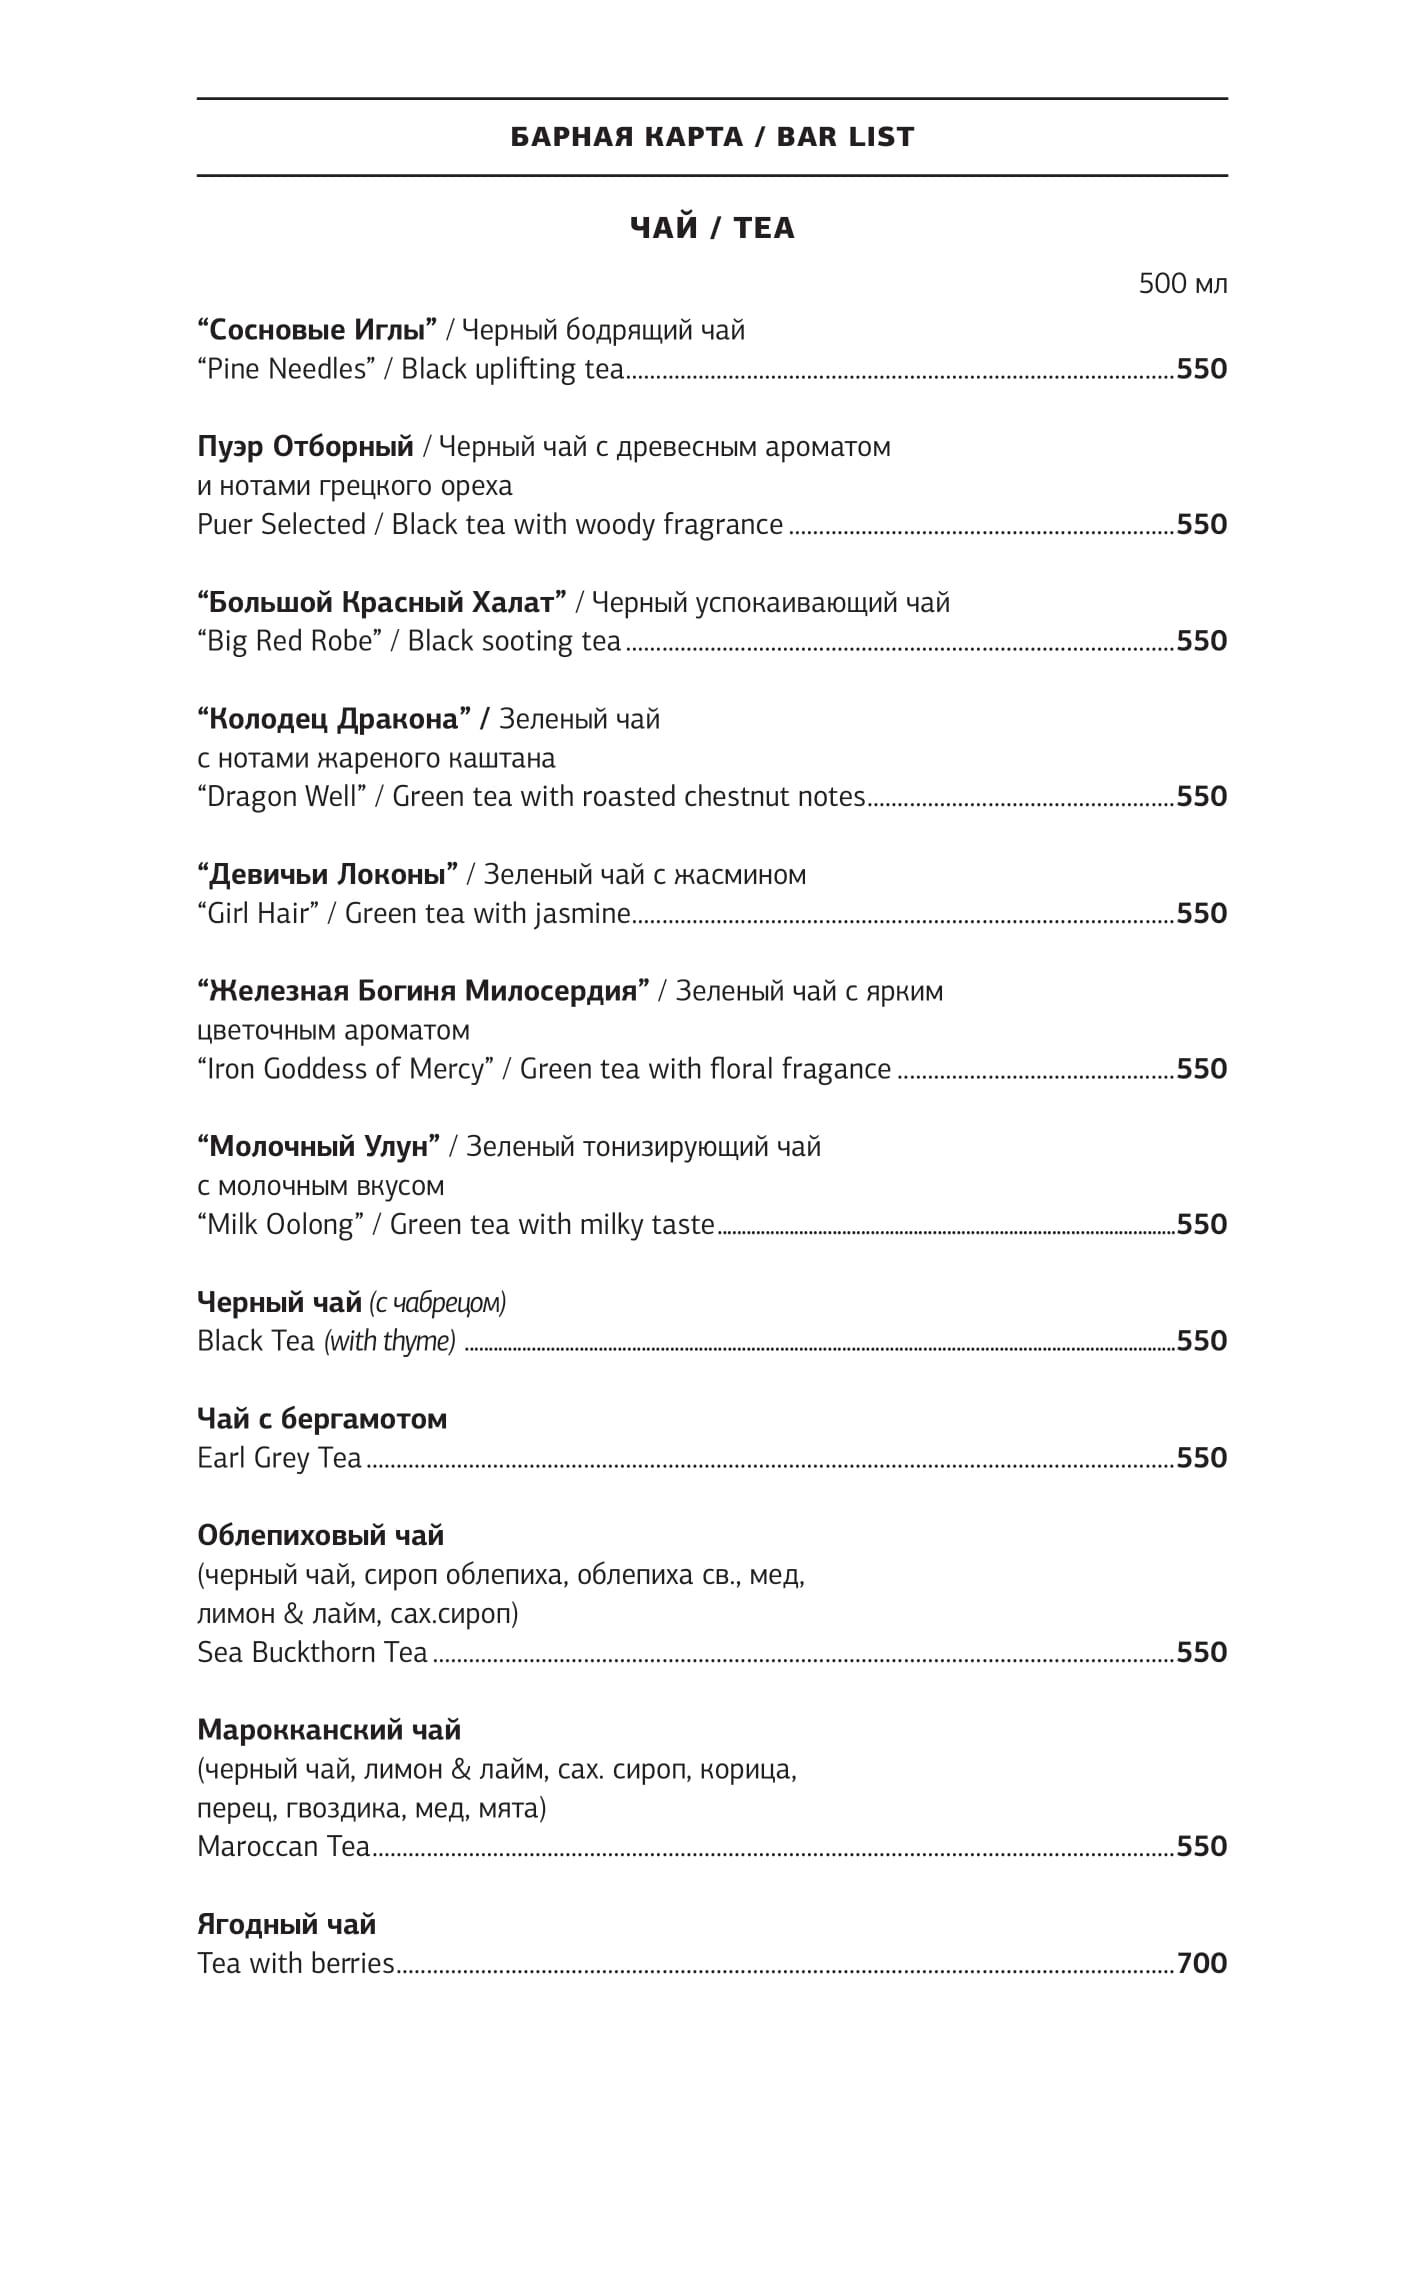 БАРНАЯ КАРТА / BAR LIST
ЧАЙ / TEA
500 мл
“Сосновые Иглы” / Черный бодрящий чай
“Pine Needles” / Black uplifting tea....................550
Пуэр Отборный / Черный чай с древесным ароматом
и нотами грецкого ореха
Puer Selected / Black tea with woody fragrance ....................550
“Большой Красный Халат” / Черный успокаивающий чай
“Big Red Robe” / Black sooting tea....................550
“Колодец Дракона” / Зеленый чай
с нотами жареного каштана
“Dragon Well” / Green tea with roasted chestnut notes....................550
“Девичьи Локоны” / Зеленый чай с жасмином
“Girl Hair” / Green tea with jasmine....................550
“Железная Богиня Милосердия” / Зеленый чай с ярким
цветочным ароматом
“Iron Goddess of Mercy” / Green tea with floral fragance ....................550
“Молочный Улун” / Зеленый тонизирующий чай
с молочным вкусом
“Milk Oolong” / Green tea with milky taste....................550
Черный чай (с чабрецом)
Black Tea (with thyme) ....................550
Чай с бергамотом
Earl Grey Tea....................550
Облепиховый чай
(черный чай, сироп облепиха, облепиха св., мед,
лимон & лайм, сах.сироп)
Sea Buckthorn Tea....................550
Марокканский чай
(черный чай, лимон & лайм, сах. сироп, корица,
перец, гвоздика, мед, мята)
Maroccan Tea....................550
Ягодный чай
Tea with berries....................700